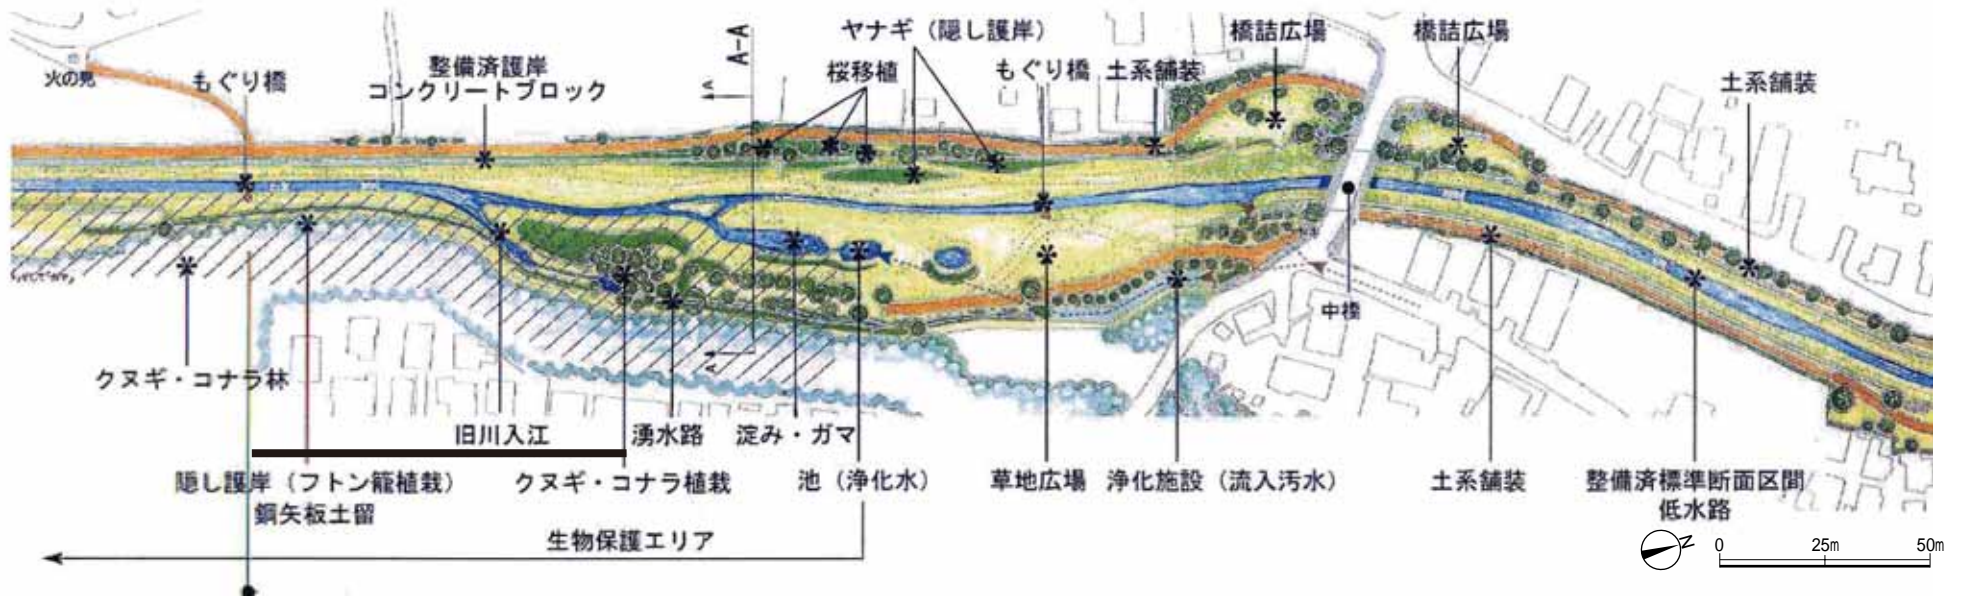 ヤナギ（隠し護岸）
橋詰広場
橋詰広場
A-A
火の見
もぐり橋
整備済護岸
コンクリートブロック
桜移植
もぐり橋
土系舗装
土系舗装
A
中橋
A
クヌギ・コナラ林
旧川入江
湧水路
淀み・ガマ
隠し護岸（フトン籠植栽）
鋼矢板土留
クヌギ・コナラ植栽
池（浄化水）
草地広場
浄化施設（流入汚水）
土系舗装
整備済標準断面区間
低水路
生物保護エリア
N
0
25m
50m